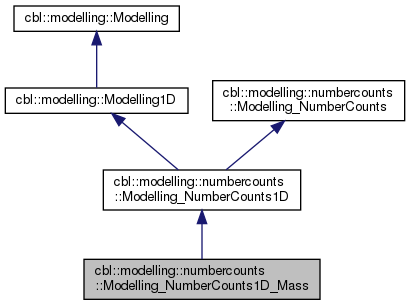 cbl::modelling::Modelling
cbl::modelling::numbercounts
::Modelling_NumberCounts
cbl::modelling::Modelling1D
cbl::modelling::numbercounts
::Modelling_NumberCounts1D
cbl::modelling::numbercounts
::Modelling_NumberCounts1D_Mass